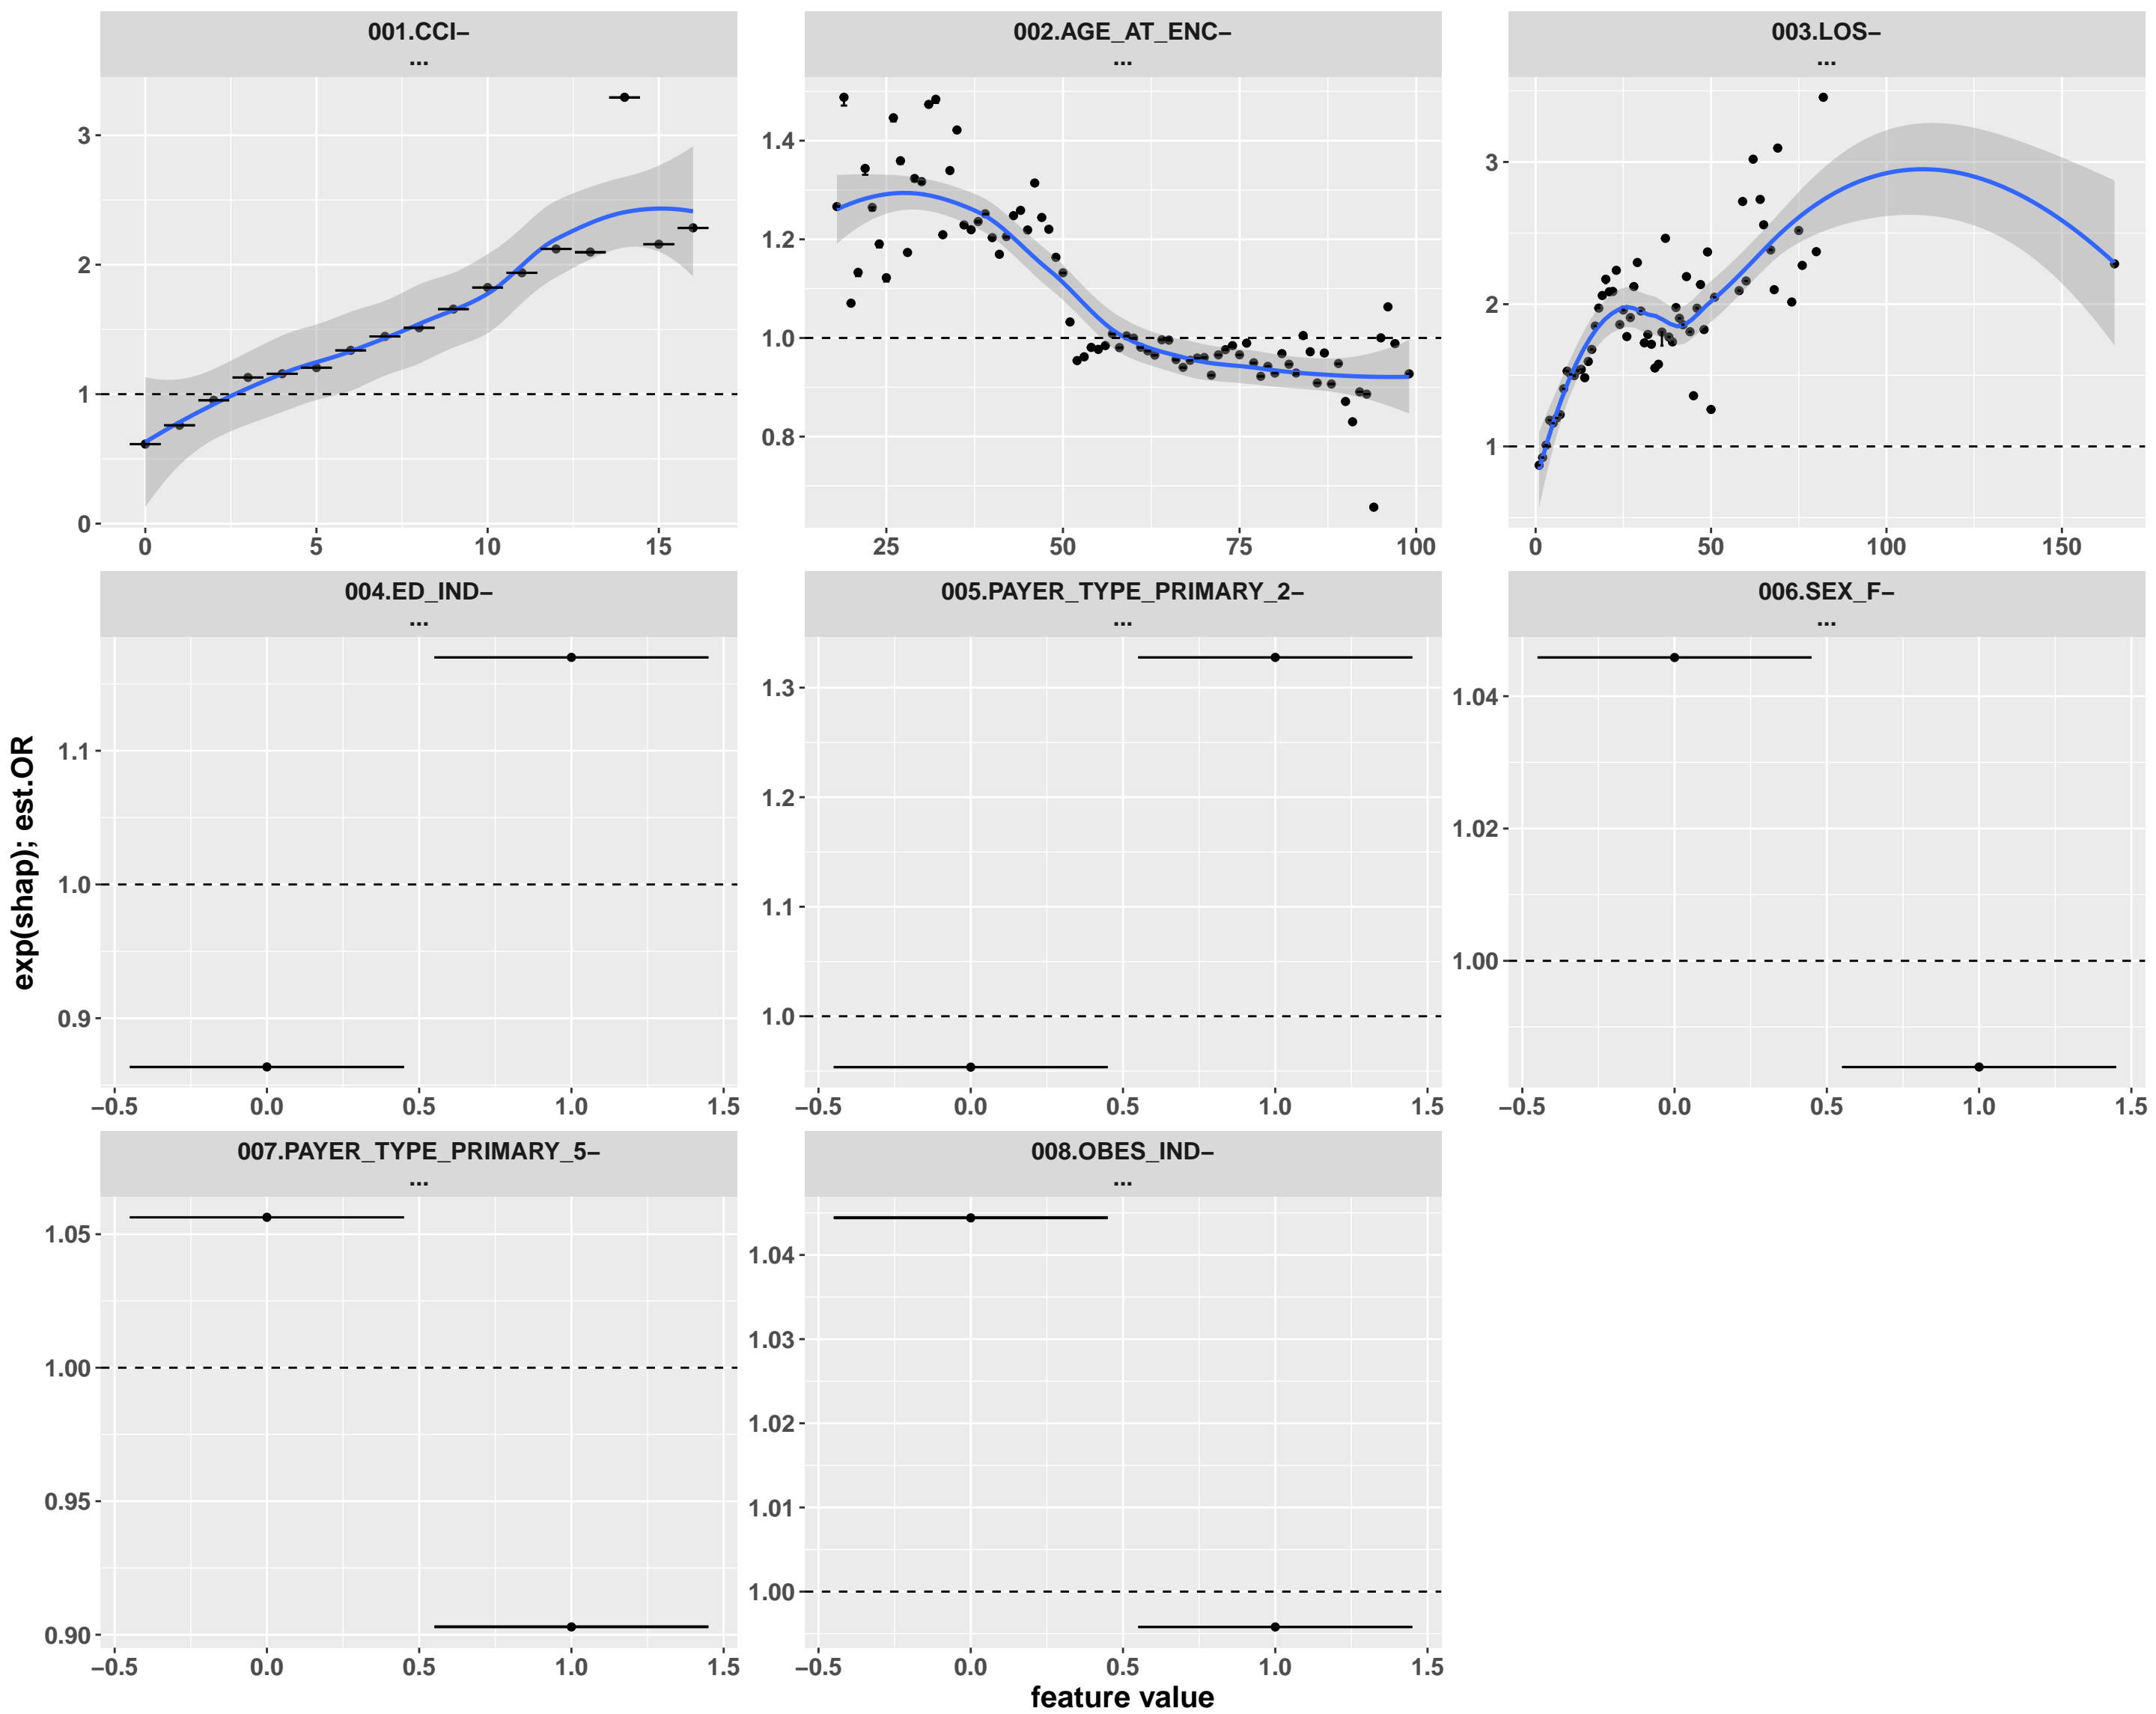 001.CCI–
...
002.AGE_AT_ENC–
...
003.LOS–
...
3
2
1
0
0 5 10 15
1.4
1.2
1.0
0.8
25 50 75 100
3
2
1
0 50 100 150
004.ED_IND–
...
005.PAYER_TYPE_PRIMARY_2–
...
006.SEX_F–
...
1.1
1.0
0.9
−0.5 0.0 0.5 1.0 1.5
1.3
1.2
1.1
1.0
−0.5 0.0 0.5 1.0 1.5
1.04
1.02
1.00
−0.5 0.0 0.5 1.0 1.5
007.PAYER_TYPE_PRIMARY_5–
...
008.OBES_IND–
...
1.05
1.00
0.95
0.90
−0.5 0.0 0.5 1.0 1.5
1.04
1.03
1.02
1.01
1.00
−0.5 0.0 0.5 1.0 1.5
exp(shap); est.OR
feature value